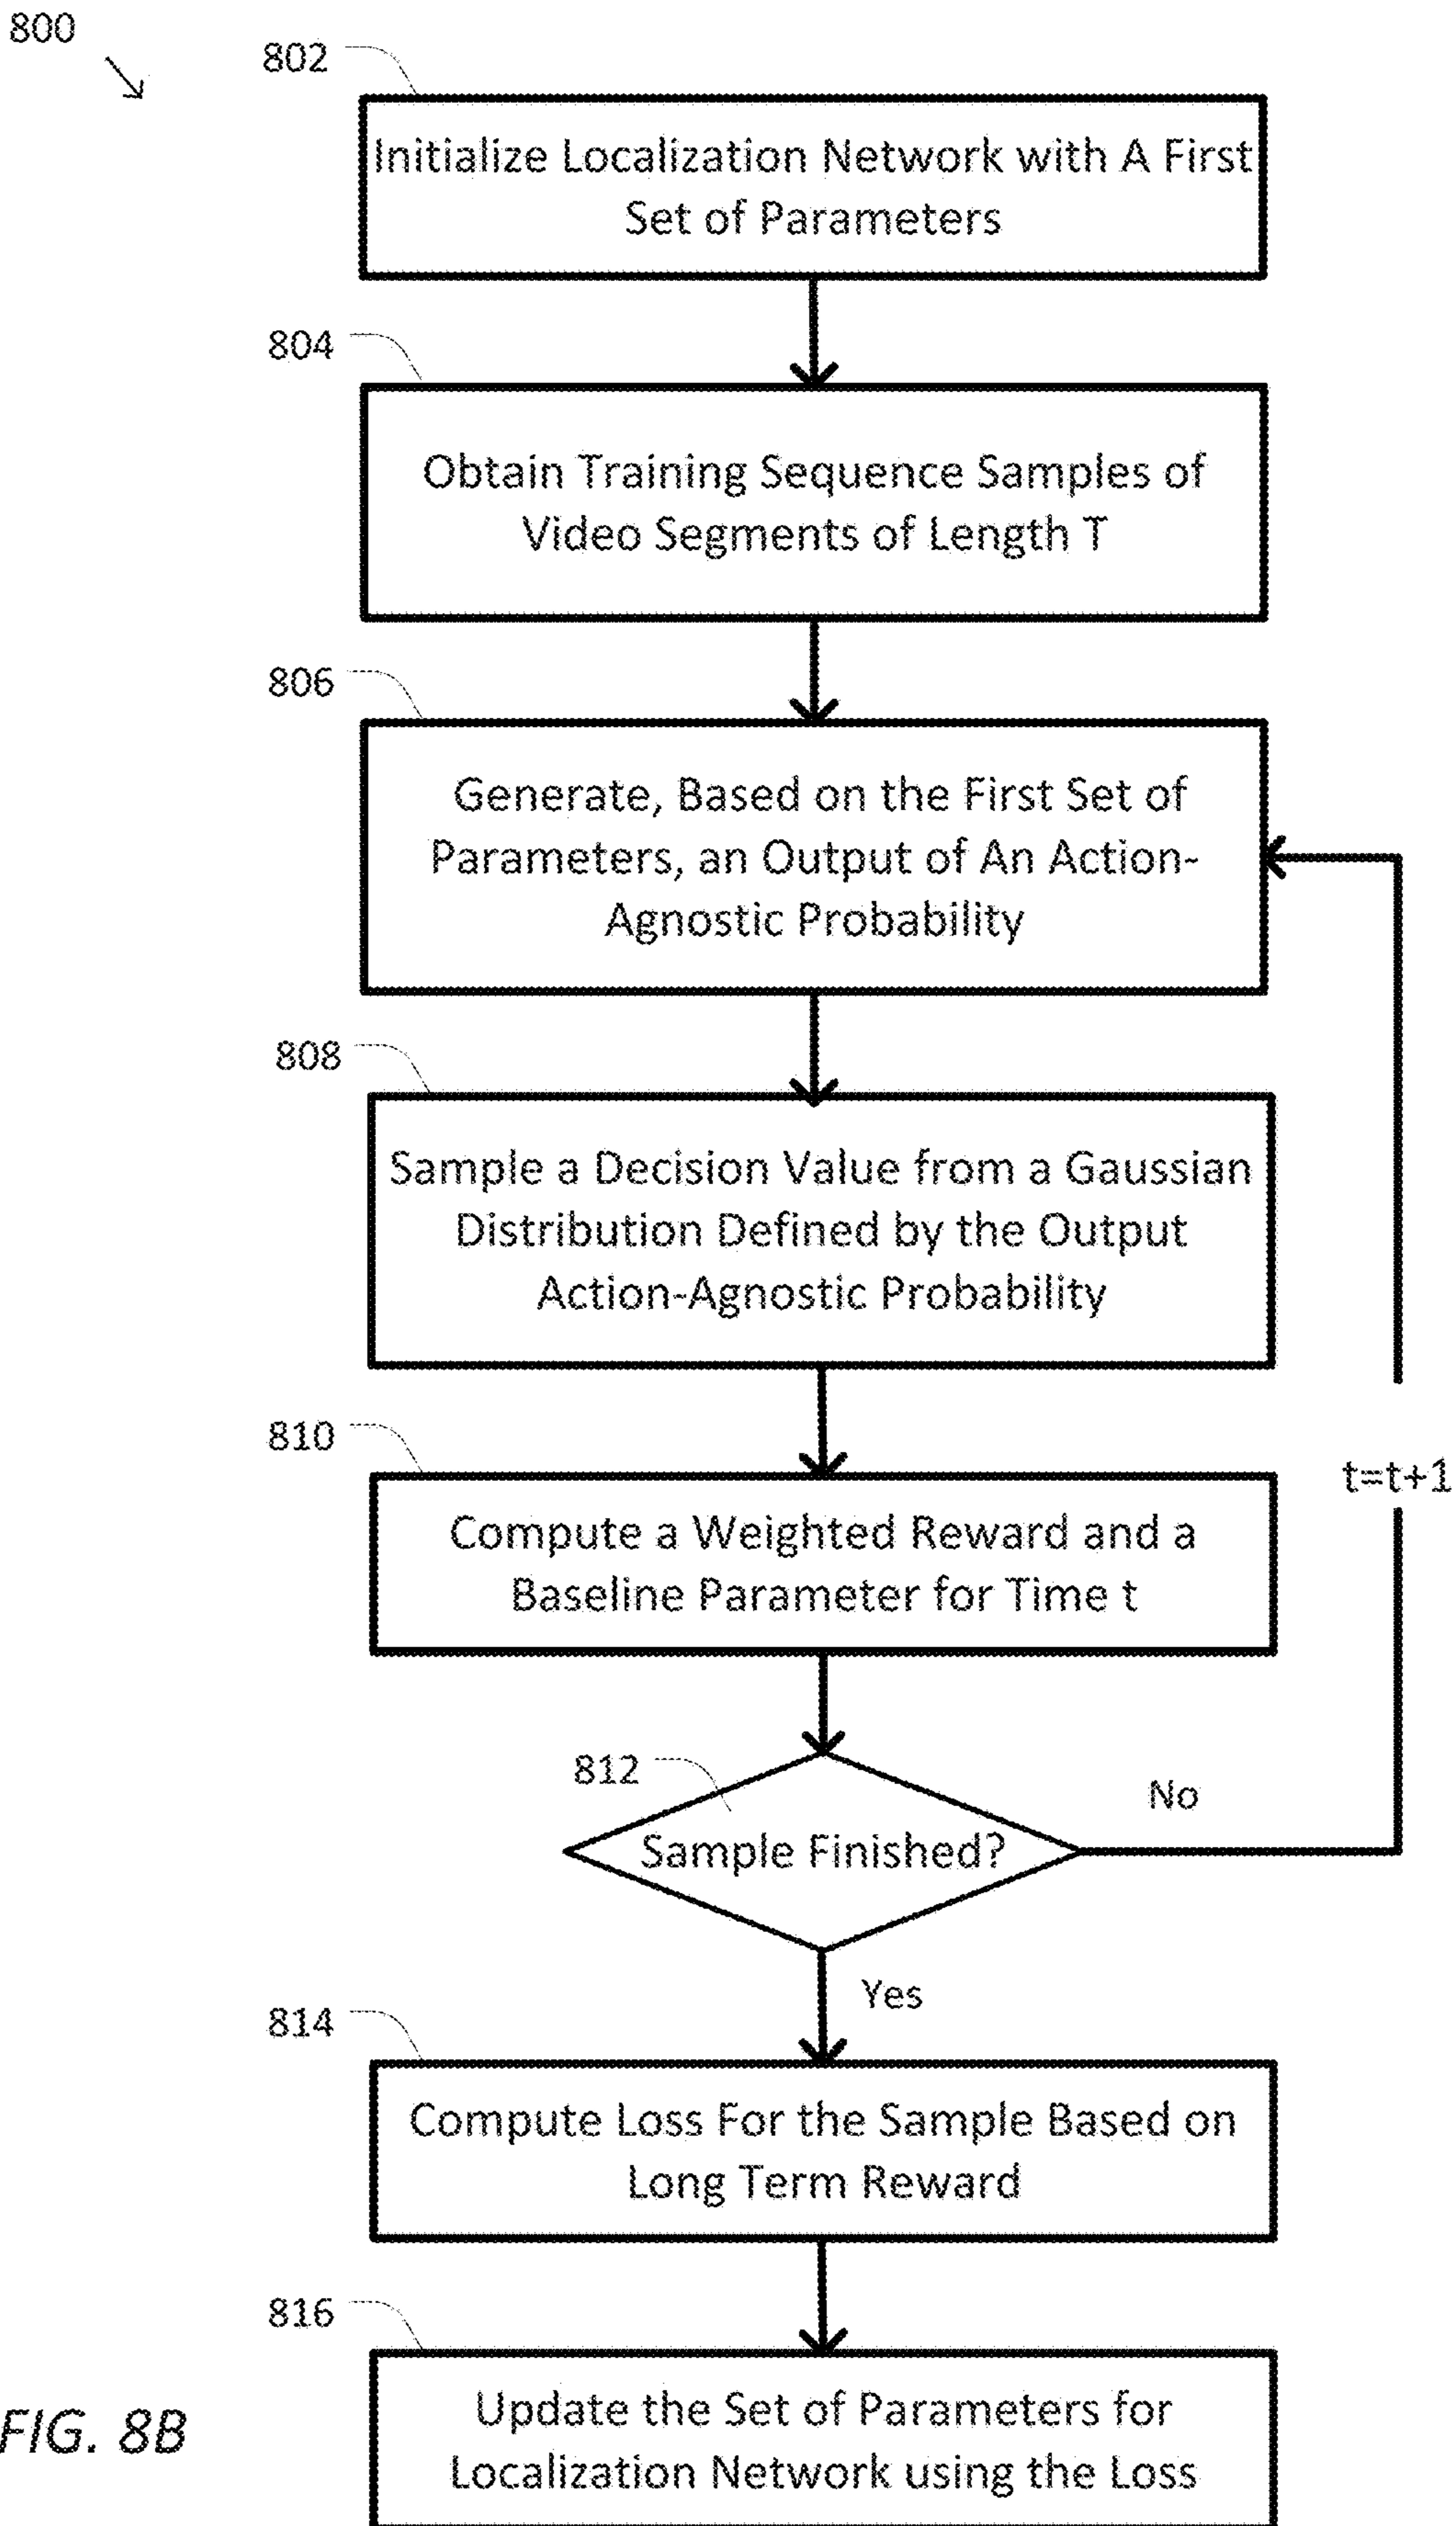 800
802
Initialize Localization Network with A First
Set of Parameters
804
Obtain Training Sequence Samples of
Video Segments of Length T
806
Generate, Based on the First Set of
Parameters, an Output of An Action-
Agnostic Probability
808
Sample a Decision Value from a Gaussian
Distribution Defined by the Output
Action-Agnostic Probability
810
Compute a Weighted Reward and a
Baseline Parameter for Time t
t=t+1
812
Sample Finished?
No
Yes
814
Compute Loss For the Sample Based on
Long Term Reward
816
Update the Set of Parameters for
Localization Network using the Loss
FIG. 8B